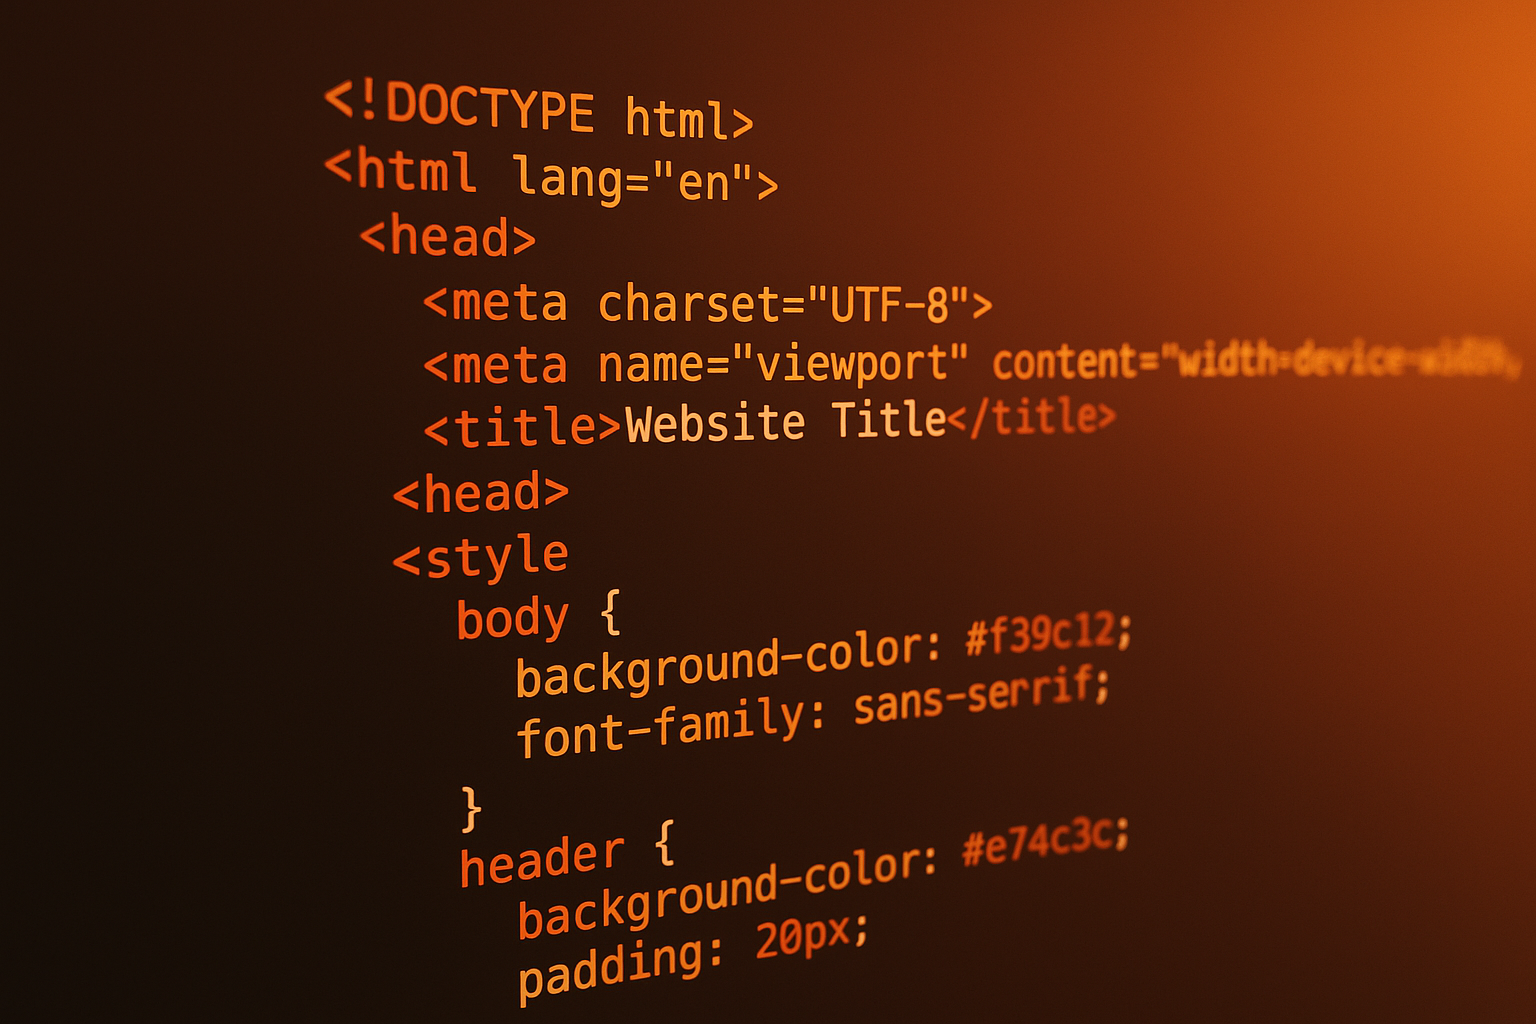 <!DOCTYPE html>
<html lang="en">
<head>
<meta charset="UTF-8">
<meta name="viewport" content="width=device-width,
<title>Website Title</title>
<head>
<style
body {
background-color: #f39c12;
font-family: sans-serrif;
}
header {
background-color: #e74c3c;
padding: 20px;